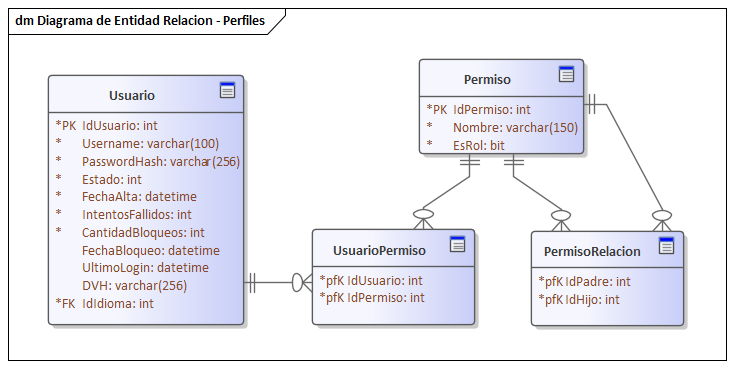 dm Diagrama de Entidad Relacion - Perfiles
Usuario
*PK IdUsuario: int
* Username: varchar(100)
* PasswordHash: varchar(256)
* Estado: int
* FechaAlta: datetime
* IntentosFallidos: int
* CantidadBloqueos: int
FechaBloqueo: datetime
UltimoLogin: datetime
DVH: varchar(256)
*FK IdIdioma: int
Permiso
*PK IdPermiso: int
* Nombre: varchar(150)
* EsRol: bit
UsuarioPermiso
*pfK IdUsuario: int
*pfK IdPermiso: int
PermisoRelacion
*pfK IdPadre: int
*pfK IdHijo: int